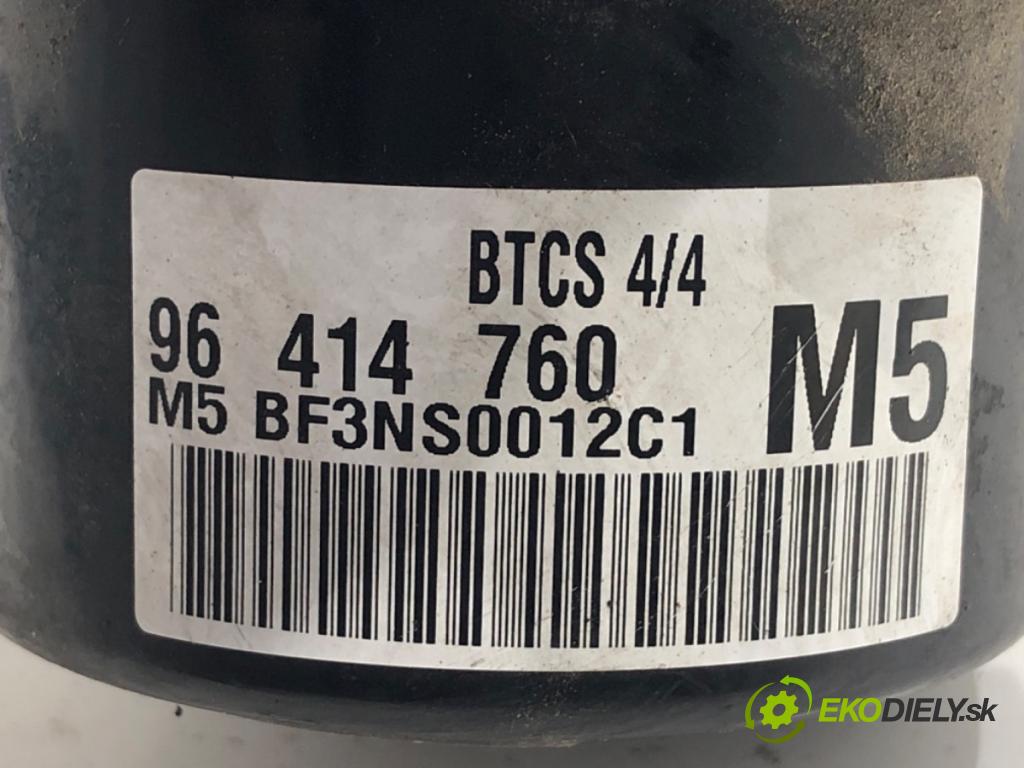 BTCS 4/4
96 414 760
M5
M5 BF3NS0012C1
EKODIELY.sk